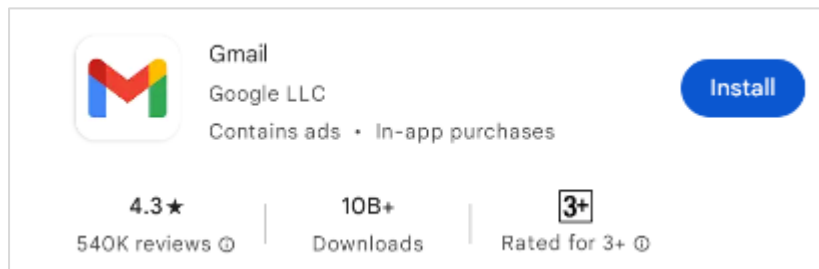 Gmail
Google LLC
Contains ads • In-app purchases
Install
4.3★ 10B+ 3+
540K reviews ⓘ Downloads Rated for 3+ ⓘ